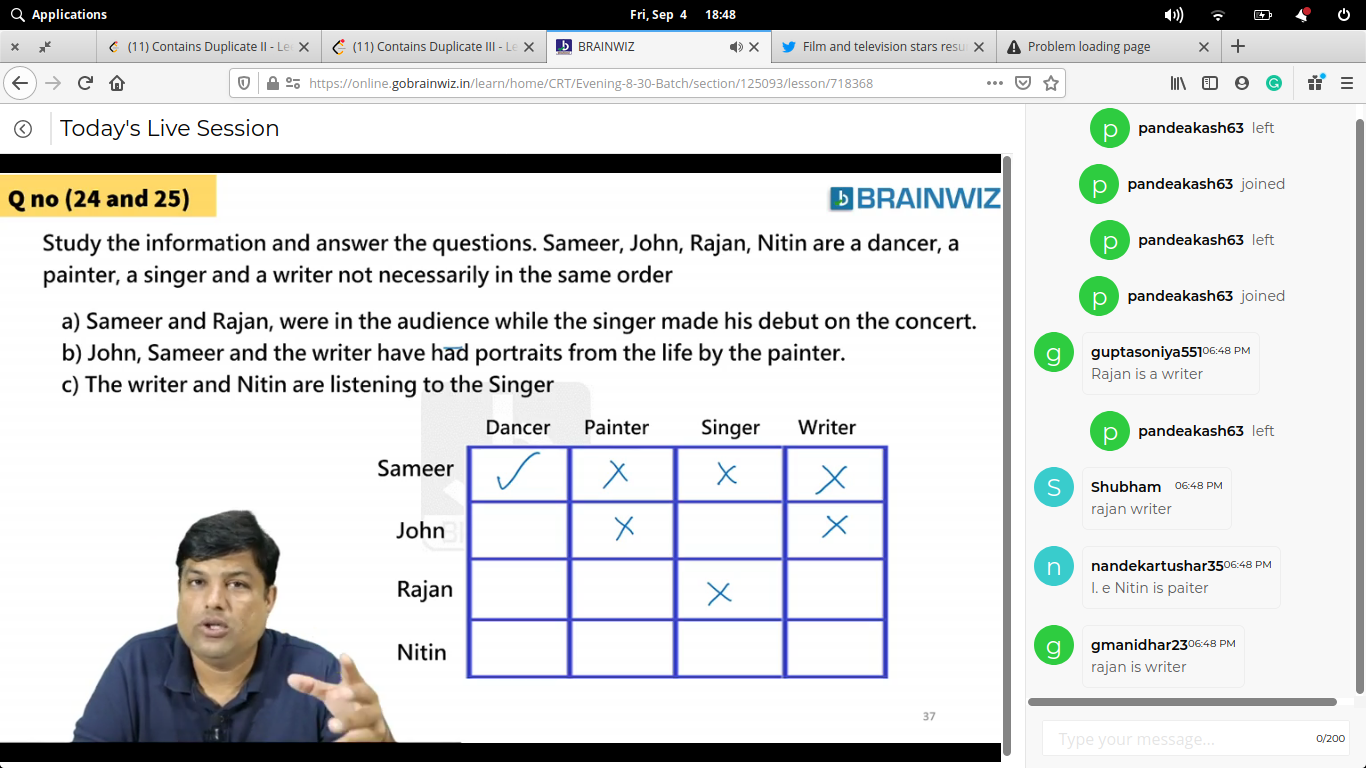 Applications
Fri, Sep 4 18:48
(11) Contains Duplicate II - Le
(11) Contains Duplicate III - Le
BRAINWIZ
Film and television stars resu
Problem loading page
https://online.gobrainwiz.in/learn/home/CRT/Evening-8-30-Batch/section/125093/lesson/718368
Today's Live Session
Q no (24 and 25)
BRAINWIZ
Study the information and answer the questions. Sameer, John, Rajan, Nitin are a dancer, a
painter, a singer and a writer not necessarily in the same order
a) Sameer and Rajan, were in the audience while the singer made his debut on the concert.
b) John, Sameer and the writer have had portraits from the life by the painter.
c) The writer and Nitin are listening to the Singer
Dancer Painter Singer Writer
Sameer ✓ X X X
John X X
Rajan X
Nitin
37
p pandeakash63 left
p pandeakash63 joined
p pandeakash63 left
p pandeakash63 joined
g guptasoniya551 06:48 PM
Rajan is a writer
p pandeakash63 left
S Shubham 06:48 PM
rajan writer
n nandekartushar35 06:48 PM
I. e Nitin is paiter
g gmanidhar23 06:48 PM
rajan is writer
Type your message... 0/200